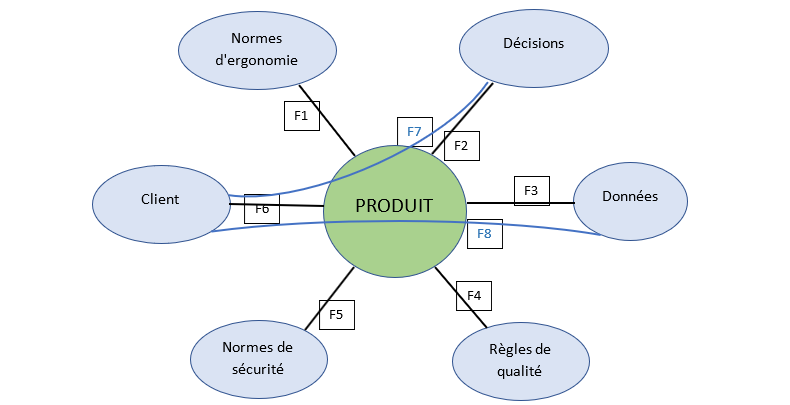 Normes
d'ergonomie
Décisions
F1
F7
F2
Client
F6
PRODUIT
F3
Données
F8
F5
F4
Normes de
sécurité
Règles de
qualité